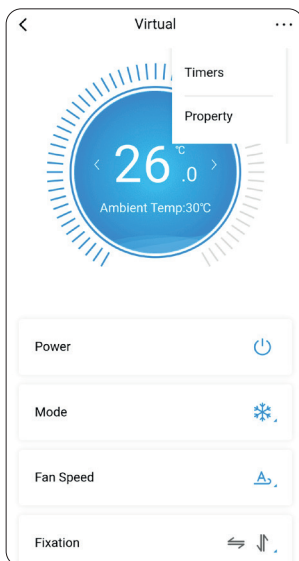 Virtual
Timers
Property
26.0 ℃
Ambient Temp:30℃
Power
Mode
Fan Speed
A
Fixation